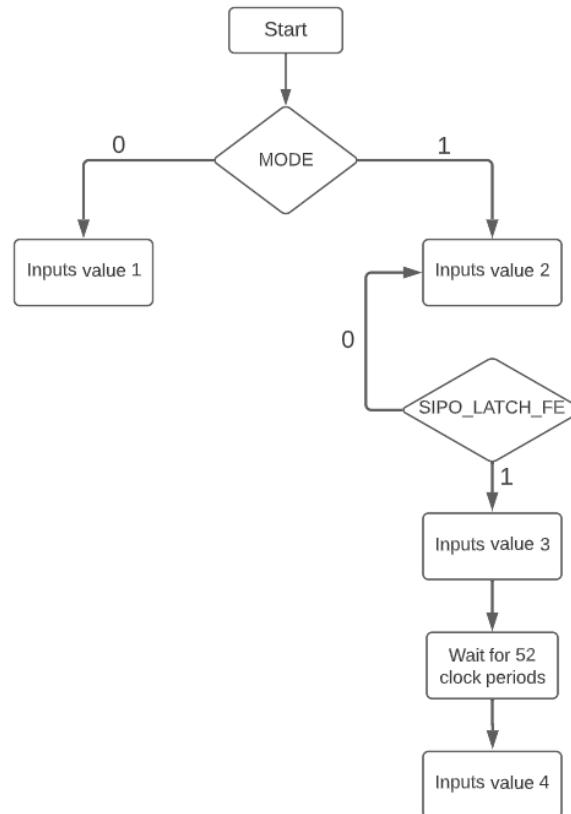 Start
MODE
0
1
Inputs value 1
Inputs value 2
0
SIPO_LATCH_FE
1
Inputs value 3
Wait for 52
clock periods
Inputs value 4